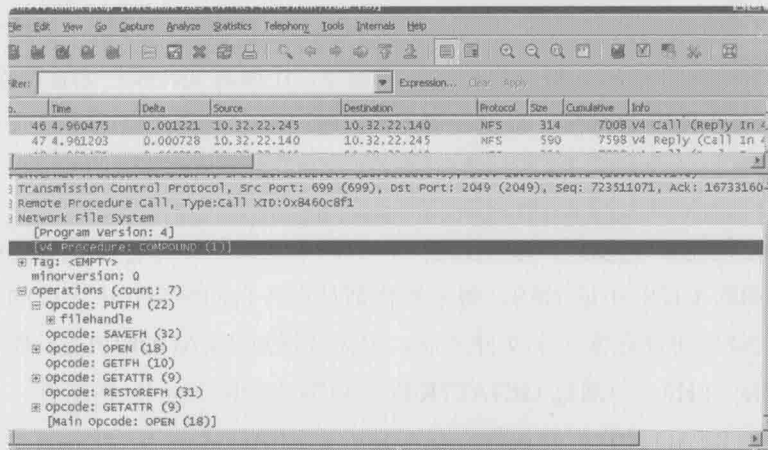 File Edit View Go Capture Analyze Statistics Telephony Tools Internals Help
Filter: Expression... Clear Apply
Time Delta Source Destination Protocol Size Cumulative Info
46 4.960475 0.001221 10.32.22.245 10.32.22.140 NFS 314 7008 V4 Call (Reply In 4
47 4.961203 0.000728 10.32.22.140 10.32.22.245 NFS 590 7598 V4 Reply (Call In 4
Transmission Control Protocol, Src Port: 699 (699), Dst Port: 2049 (2049), Seq: 723511071, Ack: 16733160
Remote Procedure Call, Type:Call XID:0x8460c8f1
Network File System
[Program Version: 4]
[V4 Procedure: COMPOUND (1)]
Tag: <EMPTY>
minorversion: 0
Operations (count: 7)
Opcode: PUTFH (22)
filehandle
Opcode: SAVEFH (32)
Opcode: OPEN (18)
Opcode: GETFH (10)
Opcode: GETATTR (9)
Opcode: RESTOREFH (31)
Opcode: GETATTR (9)
[Main Opcode: OPEN (18)]